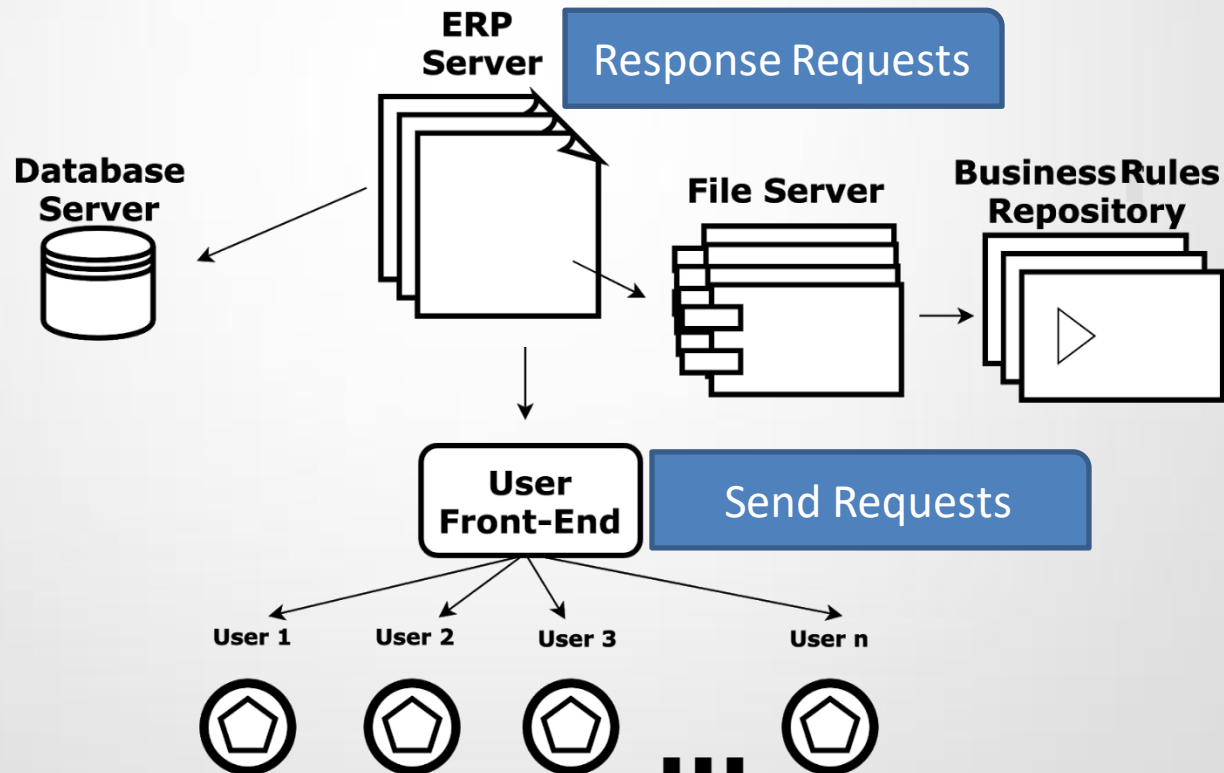 ERP
Server
Response Requests
Database
Server
File Server
Business Rules
Repository
User
Front-End
Send Requests
User 1
User 2
User 3
User n
...